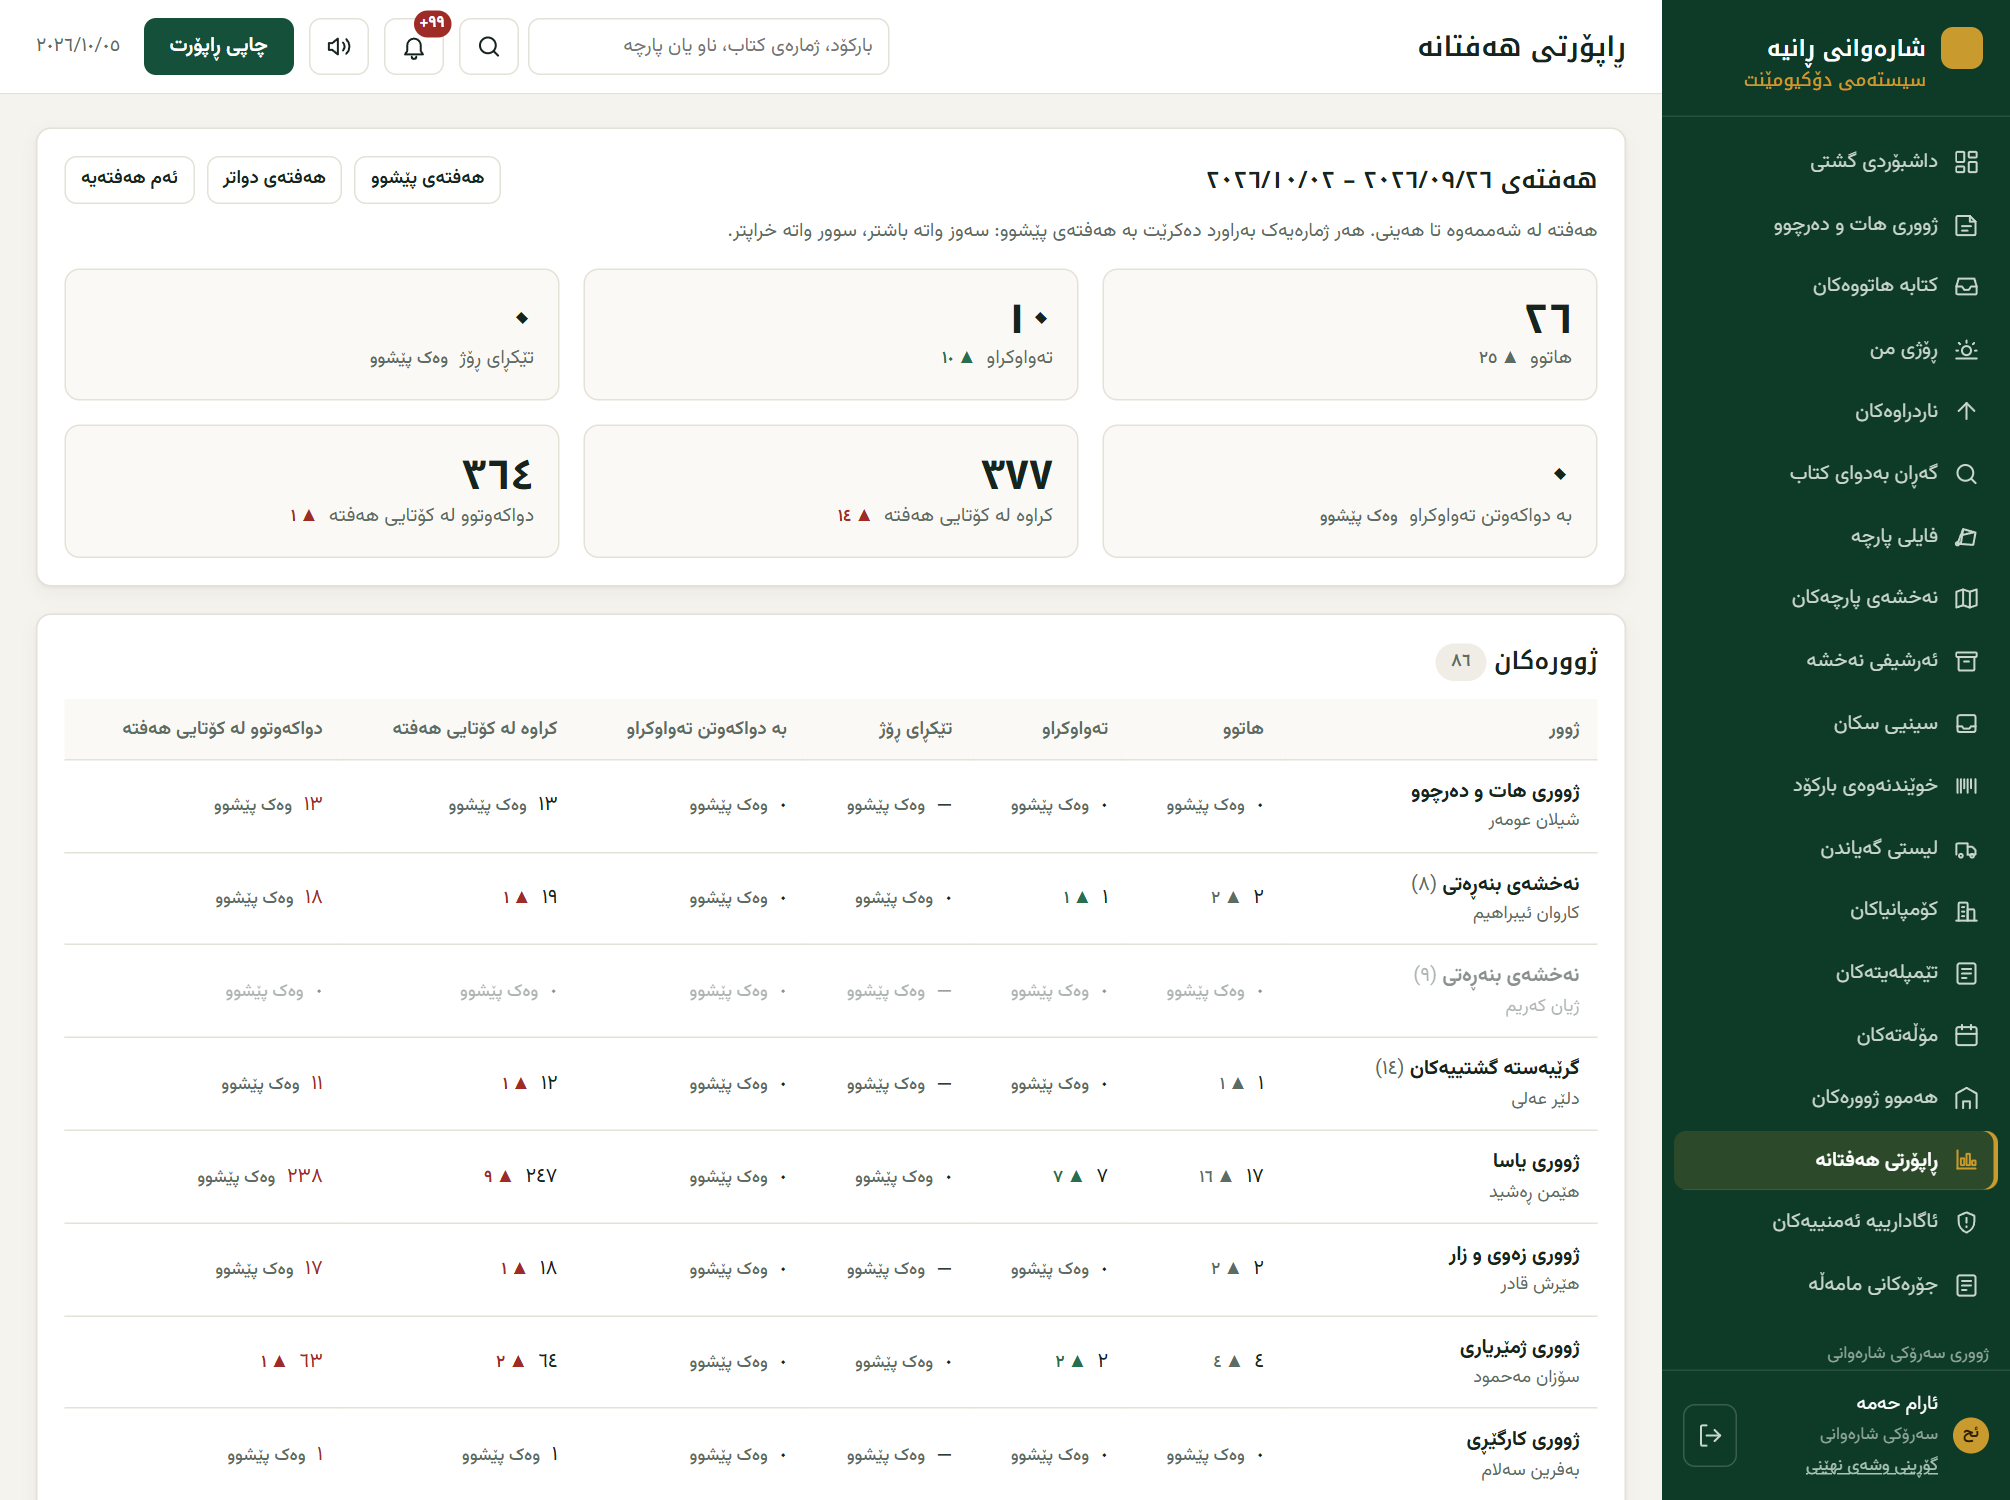 شارەوانی ڕانیە
سیستەمی دۆکیومێنت
داشبۆردی گشتی
ژووری هات و دەرچوو
کتابە هاتووەکان
ڕۆژی من
ناردراوەکان
گەڕان بەدوای کتاب
فایلی پارچە
نەخشەی پارچەکان
ئەرشیفی نەخشە
سینیی سکان
خوێندنەوەی بارکۆد
لیستی گەیاندن
کۆمپانیاکان
تێمپلەیتەکان
مۆڵەتەکان
هەموو ژوورەکان
ڕاپۆرتی هەفتانە
ئاگادارییە ئەمنییەکان
جۆرەکانی مامەڵە
ژووری سەرۆکی شارەوانی
ئح
ئارام حەمە
سەرۆکی شارەوانی
گۆڕینی وشەی نهێنی
ڕاپۆرتی هەفتانە
بارکۆد، ژمارەی کتاب، ناو یان پارچە
+٩٩
چاپی ڕاپۆرت
٢٠٢٦/١٠/٠٥
هەفتەی ٢٠٢٦/٠٩/٢٦ – ٢٠٢٦/١٠/٠٢
هەفتەی پێشوو
هەفتەی دواتر
ئەم هەفتەیە
هەفتە لە شەممەوە تا هەینی. هەر ژمارەیەک بەراورد دەکرێت بە هەفتەی پێشوو: سەوز واتە باشتر، سوور واتە خراپتر.
٢٦
هاتوو ▲ ٢٥
١٠
تەواوکراو ▲ ١٠
٠
تێکڕای ڕۆژ وەک پێشوو
٠
بە دواکەوتن تەواوکراو وەک پێشوو
٣٧٧
کراوە لە کۆتایی هەفتە ▲ ١٤
٣٦٤
دواکەوتوو لە کۆتایی هەفتە ▲ ١
ژوورەکان ٨٦
ژوور هاتوو تەواوکراو تێکڕای ڕۆژ بە دواکەوتن تەواوکراو کراوە لە کۆتایی هەفتە دواکەوتوو لە کۆتایی هەفتە
ژووری هات و دەرچوو
شیلان عومەر
٠ وەک پێشوو ٠ وەک پێشوو — وەک پێشوو ٠ وەک پێشوو ١٣ وەک پێشوو ١٣ وەک پێشوو
نەخشەی بنەڕەتی (٨)
کاروان ئیبراهیم
٢ ▲ ٢ ١ ▲ ١ ٠ وەک پێشوو ٠ وەک پێشوو ١٩ ▲ ١ ١٨ وەک پێشوو
نەخشەی بنەڕەتی (٩)
ژیان کەریم
٠ وەک پێشوو ٠ وەک پێشوو — وەک پێشوو ٠ وەک پێشوو ٠ وەک پێشوو ٠ وەک پێشوو
گرێبەستە گشتییەکان (١٤)
دلێر عەلی
١ ▲ ١ ٠ وەک پێشوو — وەک پێشوو ٠ وەک پێشوو ١٢ ▲ ١ ١١ وەک پێشوو
ژووری یاسا
هێمن ڕەشید
١٧ ▲ ١٦ ٧ ▲ ٧ ٠ وەک پێشوو ٠ وەک پێشوو ٢٤٧ ▲ ٩ ٢٣٨ وەک پێشوو
ژووری زەوی و زار
هێرش قادر
٢ ▲ ٢ ٠ وەک پێشوو — وەک پێشوو ٠ وەک پێشوو ١٨ ▲ ١ ١٧ وەک پێشوو
ژووری ژمێریاری
سۆزان مەحمود
٤ ▲ ٤ ٢ ▲ ٢ ٠ وەک پێشوو ٠ وەک پێشوو ٦٤ ▲ ٢ ٦٣ ▲ ١
ژووری کارگێڕی
بەفرین سەلام
٠ وەک پێشوو ٠ وەک پێشوو — وەک پێشوو ٠ وەک پێشوو ١ وەک پێشوو ١ وەک پێشوو